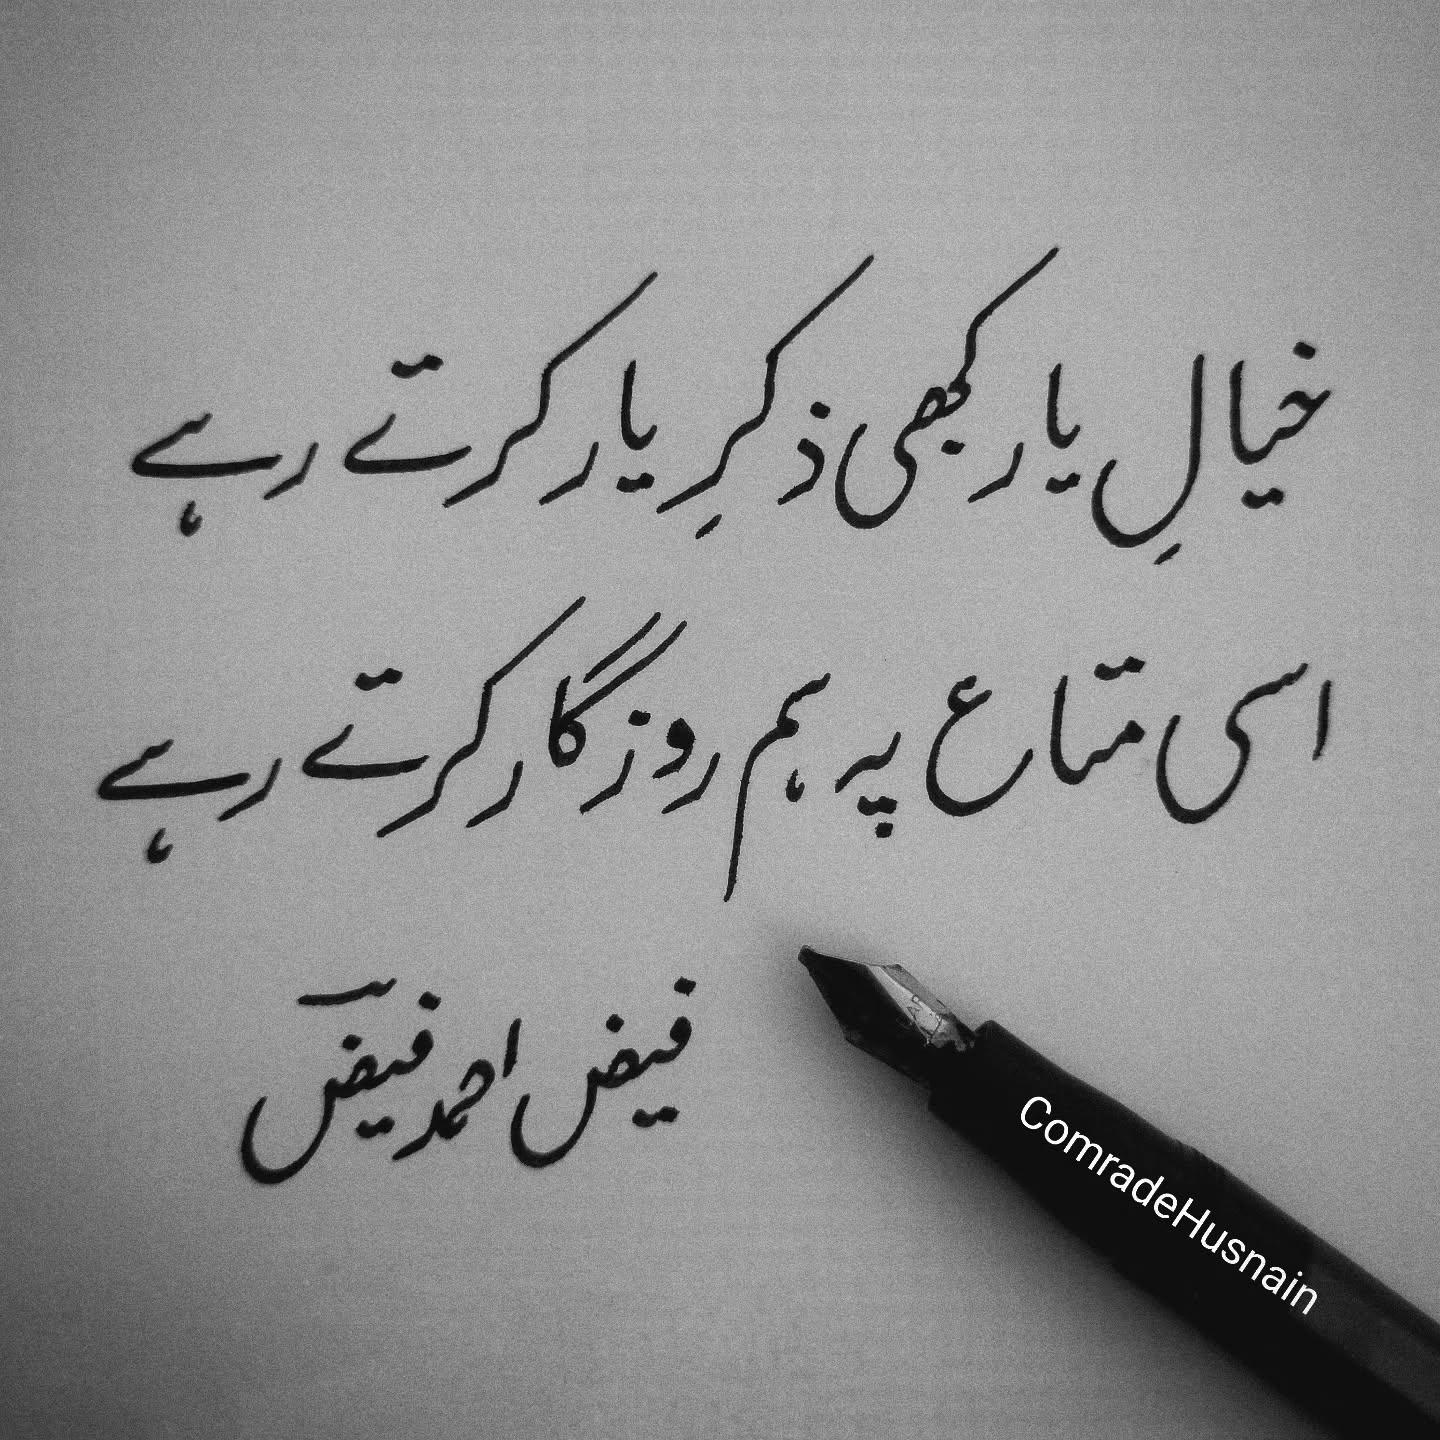 خیالِ یار کبھی ذکرِ یار کرتے رہے
اسی متاع پہ ہم روزگار کرتے رہے
فیض احمد فیضؔ
ComradeHusnain